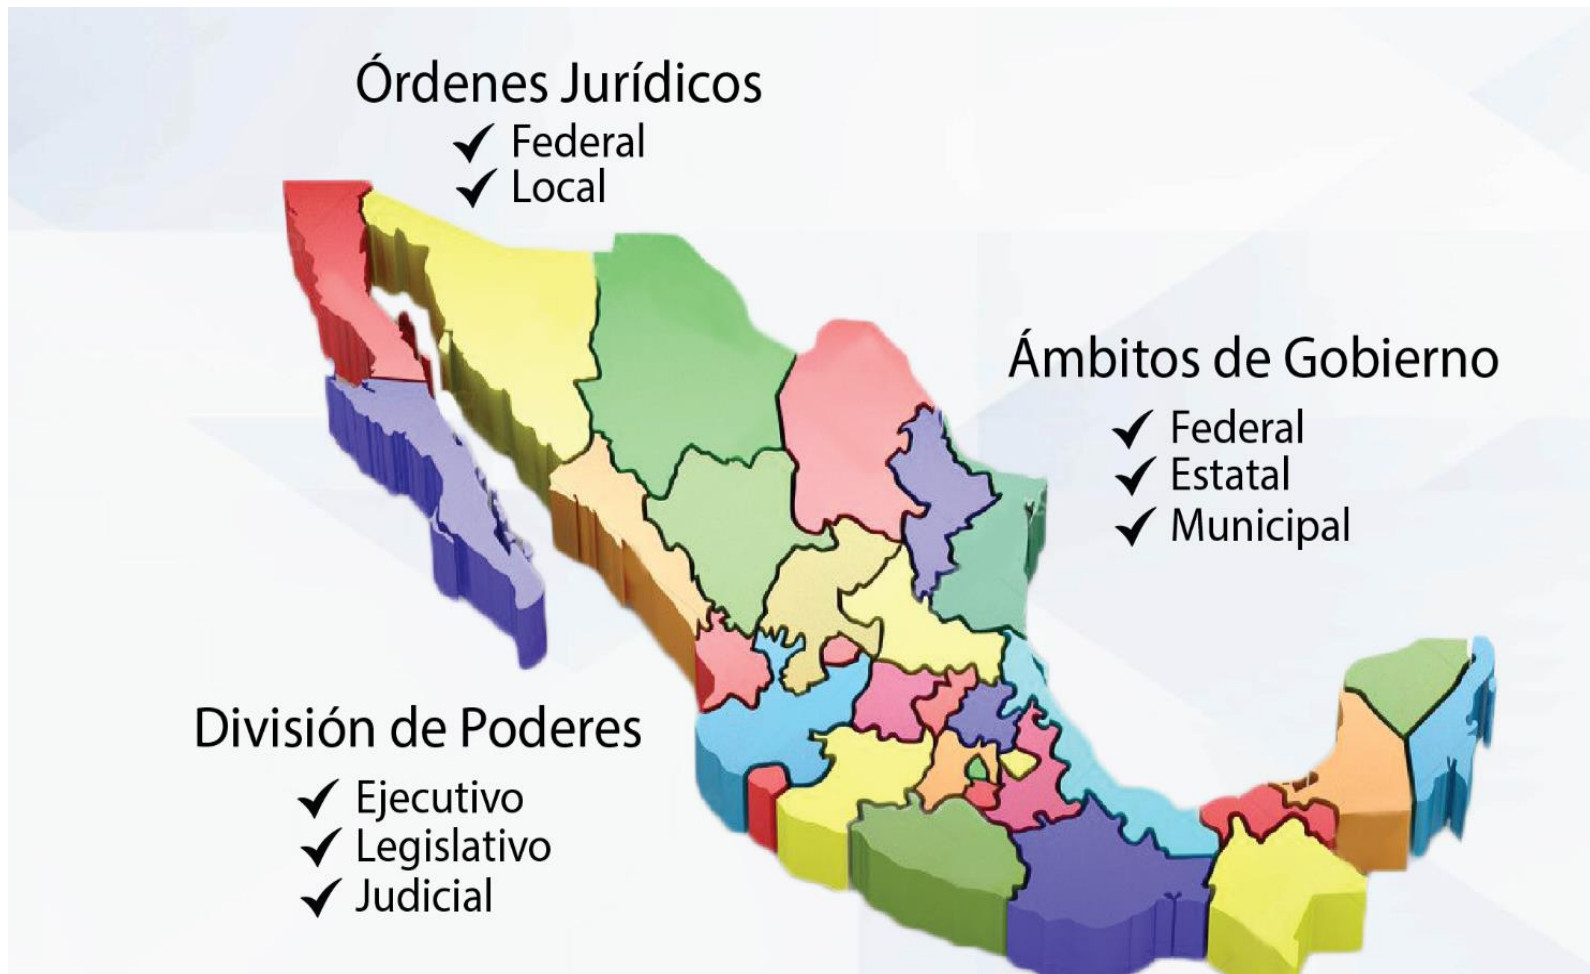 Órdenes Jurídicos
✓ Federal
✓ Local
Ámbitos de Gobierno
✓ Federal
✓ Estatal
✓ Municipal
División de Poderes
✓ Ejecutivo
✓ Legislativo
✓ Judicial